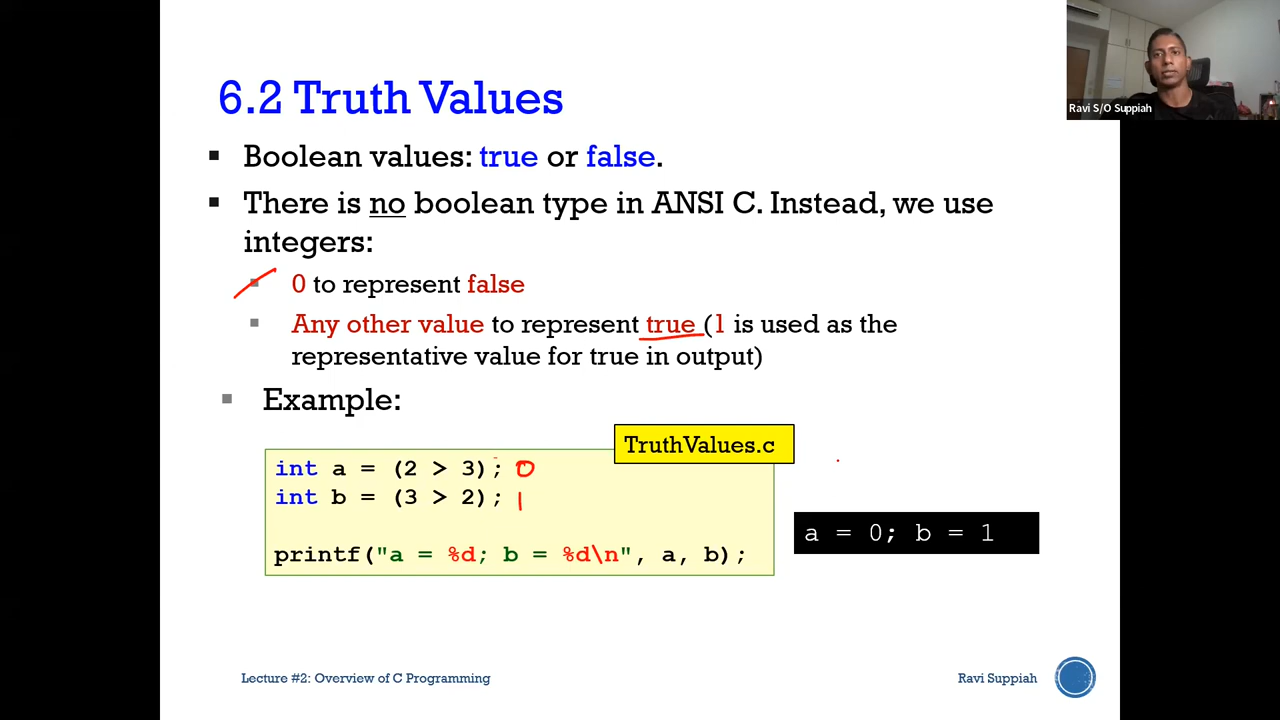 6.2 Truth Values
Ravi S/O Suppiah
▪ Boolean values: true or false.
▪ There is no boolean type in ANSI C. Instead, we use
integers:
▪ 0 to represent false
▪ Any other value to represent true (1 is used as the
representative value for true in output)
▪ Example:
TruthValues.c
int a = (2 > 3); 0
int b = (3 > 2); 1
printf("a = %d; b = %d\n", a, b);
a = 0; b = 1
Lecture #2: Overview of C Programming
Ravi Suppiah